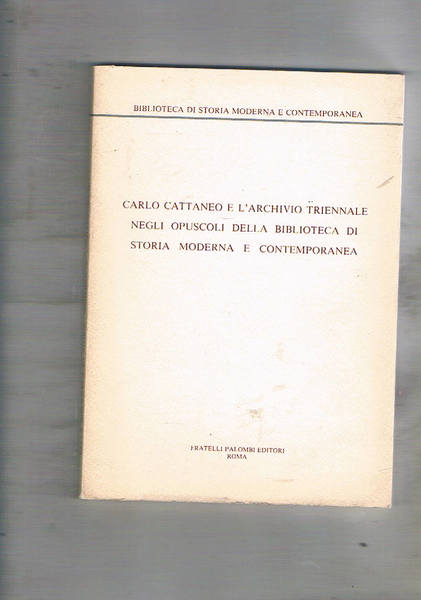 BIBLIOTECA DI STORIA MODERNA E CONTEMPORANEA
CARLO CATTANEO E L'ARCHIVIO TRIENNALE
NEGLI OPUSCOLI DELLA BIBLIOTECA DI
STORIA MODERNA E CONTEMPORANEA
FRATELLI PALOMBI EDITORI
ROMA